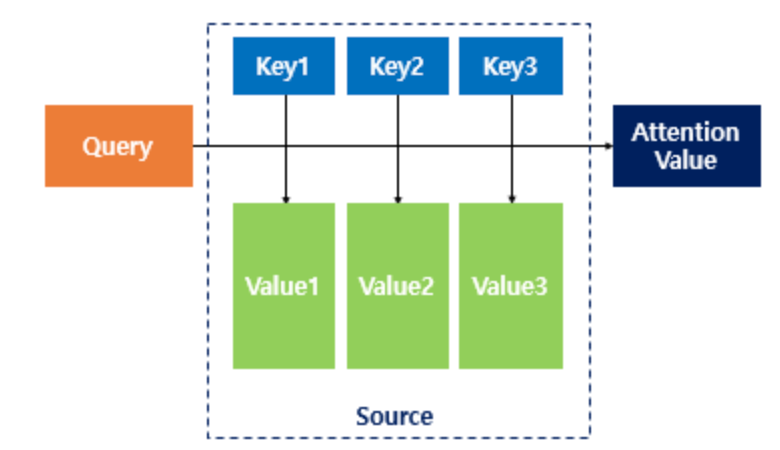 Key1 Key2 Key3
Query
Attention
Value
Value1 Value2 Value3
Source